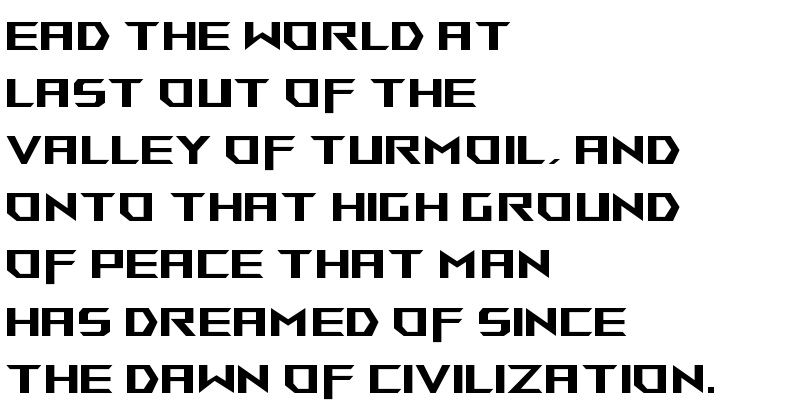 EAD THE WORLD AT
LAST OUT OF THE
VALLEY OF TURMOIL, AND
ONTO THAT HIGH GROUND
OF PEACE THAT MAN
HAS DREAMED OF SINCE
THE DAWN OF CIVILIZATION.